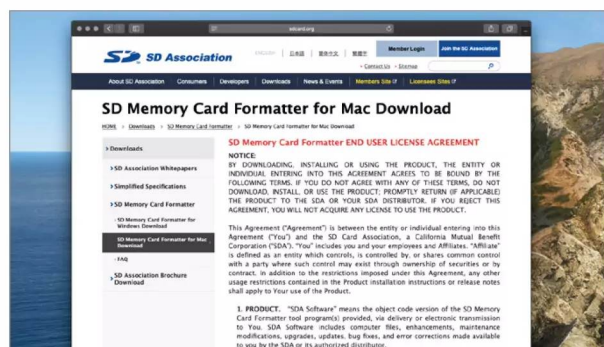 sdcard.org
SD Association
ENGLISH 日本語 简体中文 繁體字
Member Login
Join the SD Association
Contact Us Sitemap
About SD Association Consumers Developers Downloads News & Events Members Site Licensees Sites
SD Memory Card Formatter for Mac Download
HOME > Downloads > SD Memory Card Formatter > SD Memory Card Formatter for Mac Download
> Downloads
> SD Association Whitepapers
> Simplified Specifications
> SD Memory Card Formatter
- SD Memory Card Formatter for
Windows Download
SD Memory Card Formatter for Mac
Download
- FAQ
> SD Association Brochure
Download
SD Memory Card Formatter END USER LICENSE AGREEMENT
NOTICE:
BY DOWNLOADING, INSTALLING OR USING THE PRODUCT, THE ENTITY OR
INDIVIDUAL ENTERING INTO THIS AGREEMENT AGREES TO BE BOUND BY THE
FOLLOWING TERMS. IF YOU DO NOT AGREE WITH ANY OF THESE TERMS, DO NOT
DOWNLOAD, INSTALL, OR USE THE PRODUCT; PROMPTLY RETURN (IF APPLICABLE)
THE PRODUCT TO THE SDA OR YOUR SDA DISTRIBUTOR. IF YOU REJECT THIS
AGREEMENT, YOU WILL NOT ACQUIRE ANY LICENSE TO USE THE PRODUCT.
This Agreement ("Agreement") is between the entity or individual entering into this
Agreement ("You") and the SD Card Association, a California Mutual Benefit
Corporation ("SDA"). "You" includes you and your employees and Affiliates. "Affiliate"
is defined as an entity which controls, is controlled by, or shares common control
with a party where such control may exist through ownership of securities or by
contract. In addition to the restrictions imposed under this Agreement, any other
usage restrictions contained in the Product installation instructions or release notes
shall apply to Your use of the Product.
1. PRODUCT. "SDA Software" means the object code version of the SD Memory
Card Formatter tool program(s) provided, via delivery or electronic transmission
to You. SDA Software includes computer files, enhancements, maintenance
modifications, upgrades, updates, bug fixes, and error corrections made available
to you by the SDA or its authorized distributor.